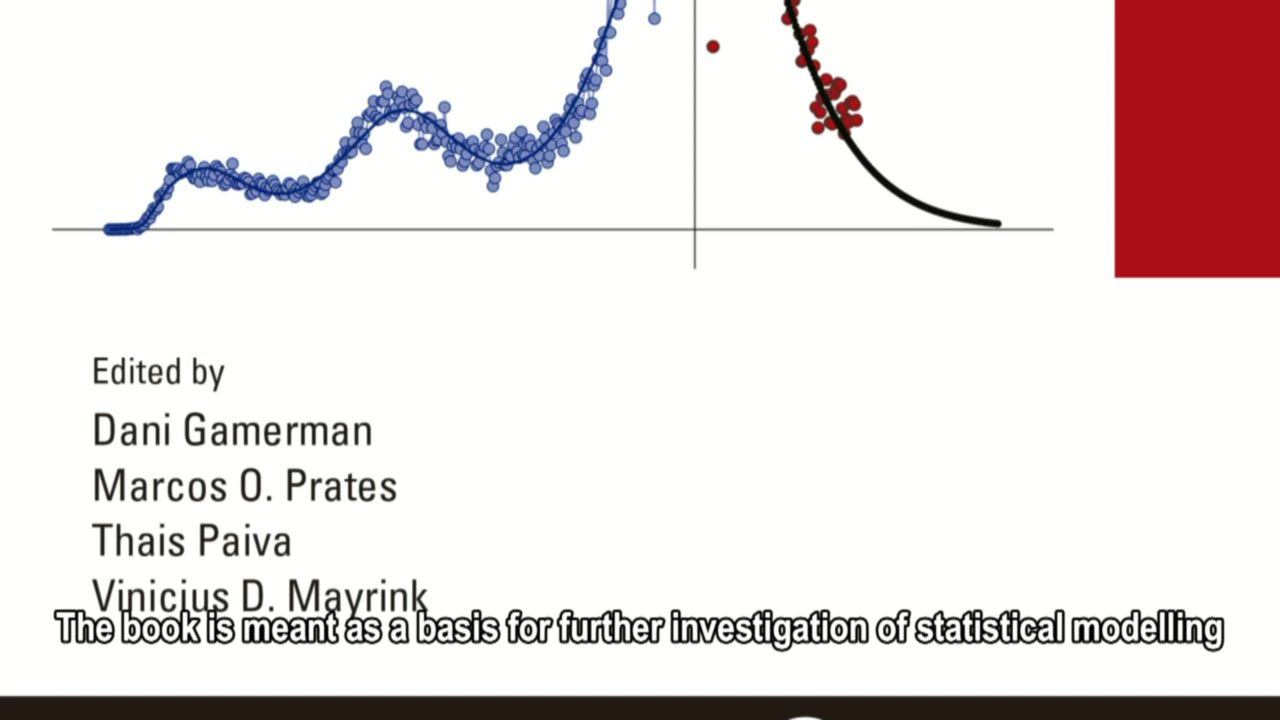 Edited by
Dani Gamerman
Marcos O. Prates
Thais Paiva
Vinicius D. Mayrink
The book is meant as a basis for further investigation of statistical modelling